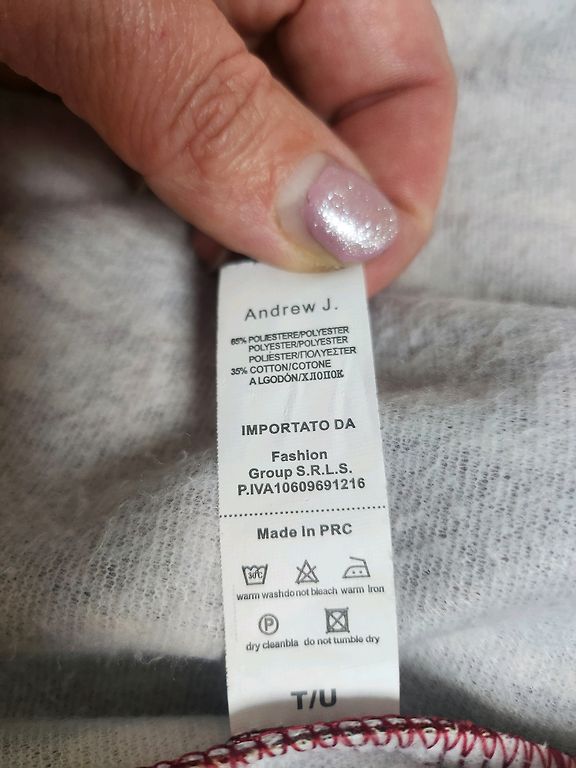 Andrew J.
65% POLIESTERE/POLYESTER
POLYESTER/POLYESTER
POLIESTER/ΠΟΛΥΕΣΤΕΡ
35% COTTON/COTONE
ALGODÓN/ХЛОПОК
IMPORTATO DA
Fashion
Group S.R.L.S.
P.IVA10609691216
Made in PRC
30°C
warm washdo not bleach warm Iron
P
dry cleanbla do not tumble dry
T/U